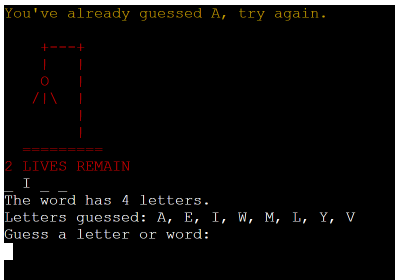 You've already guessed A, try again.
+---+
|   |
O   |
/|\  |
|
|
=========
2 LIVES REMAIN
_ I _ _
The word has 4 letters.
Letters guessed: A, E, I, W, M, L, Y, V
Guess a letter or word: